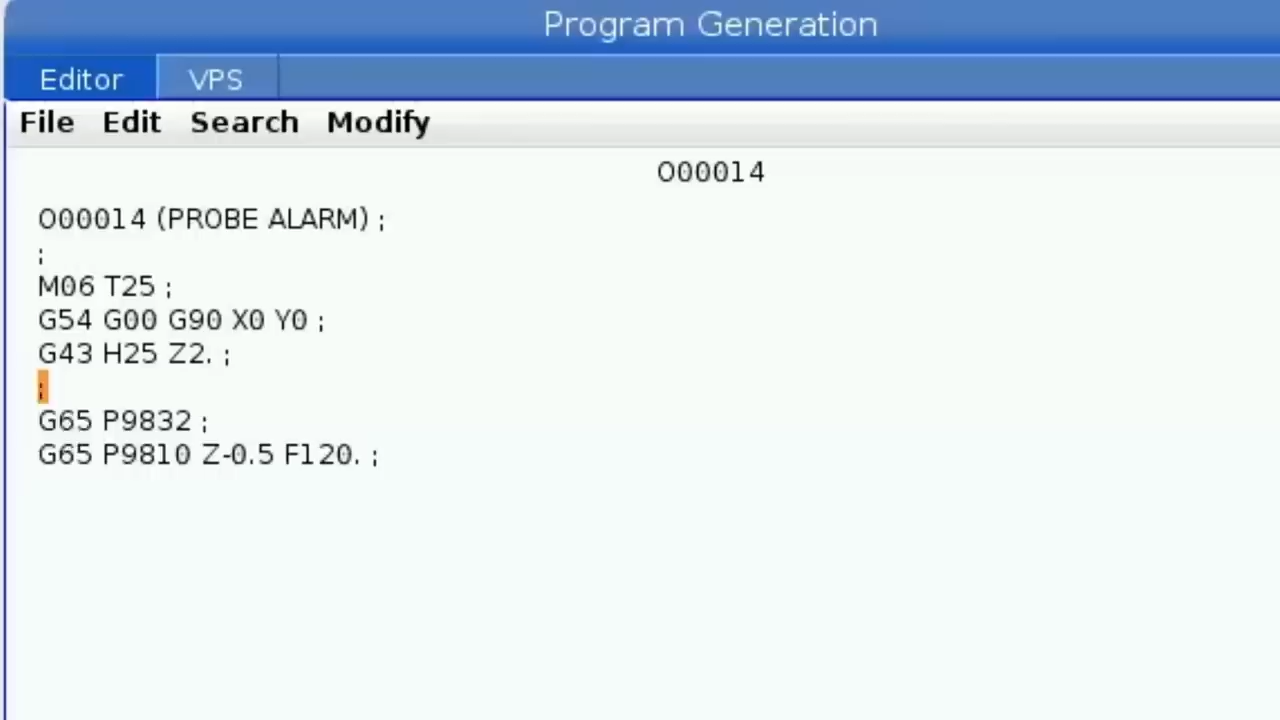 Program Generation
Editor VPS
File Edit Search Modify
O00014
O00014 (PROBE ALARM) ;
;
M06 T25 ;
G54 G00 G90 X0 Y0 ;
G43 H25 Z2. ;
;
G65 P9832 ;
G65 P9810 Z-0.5 F120. ;